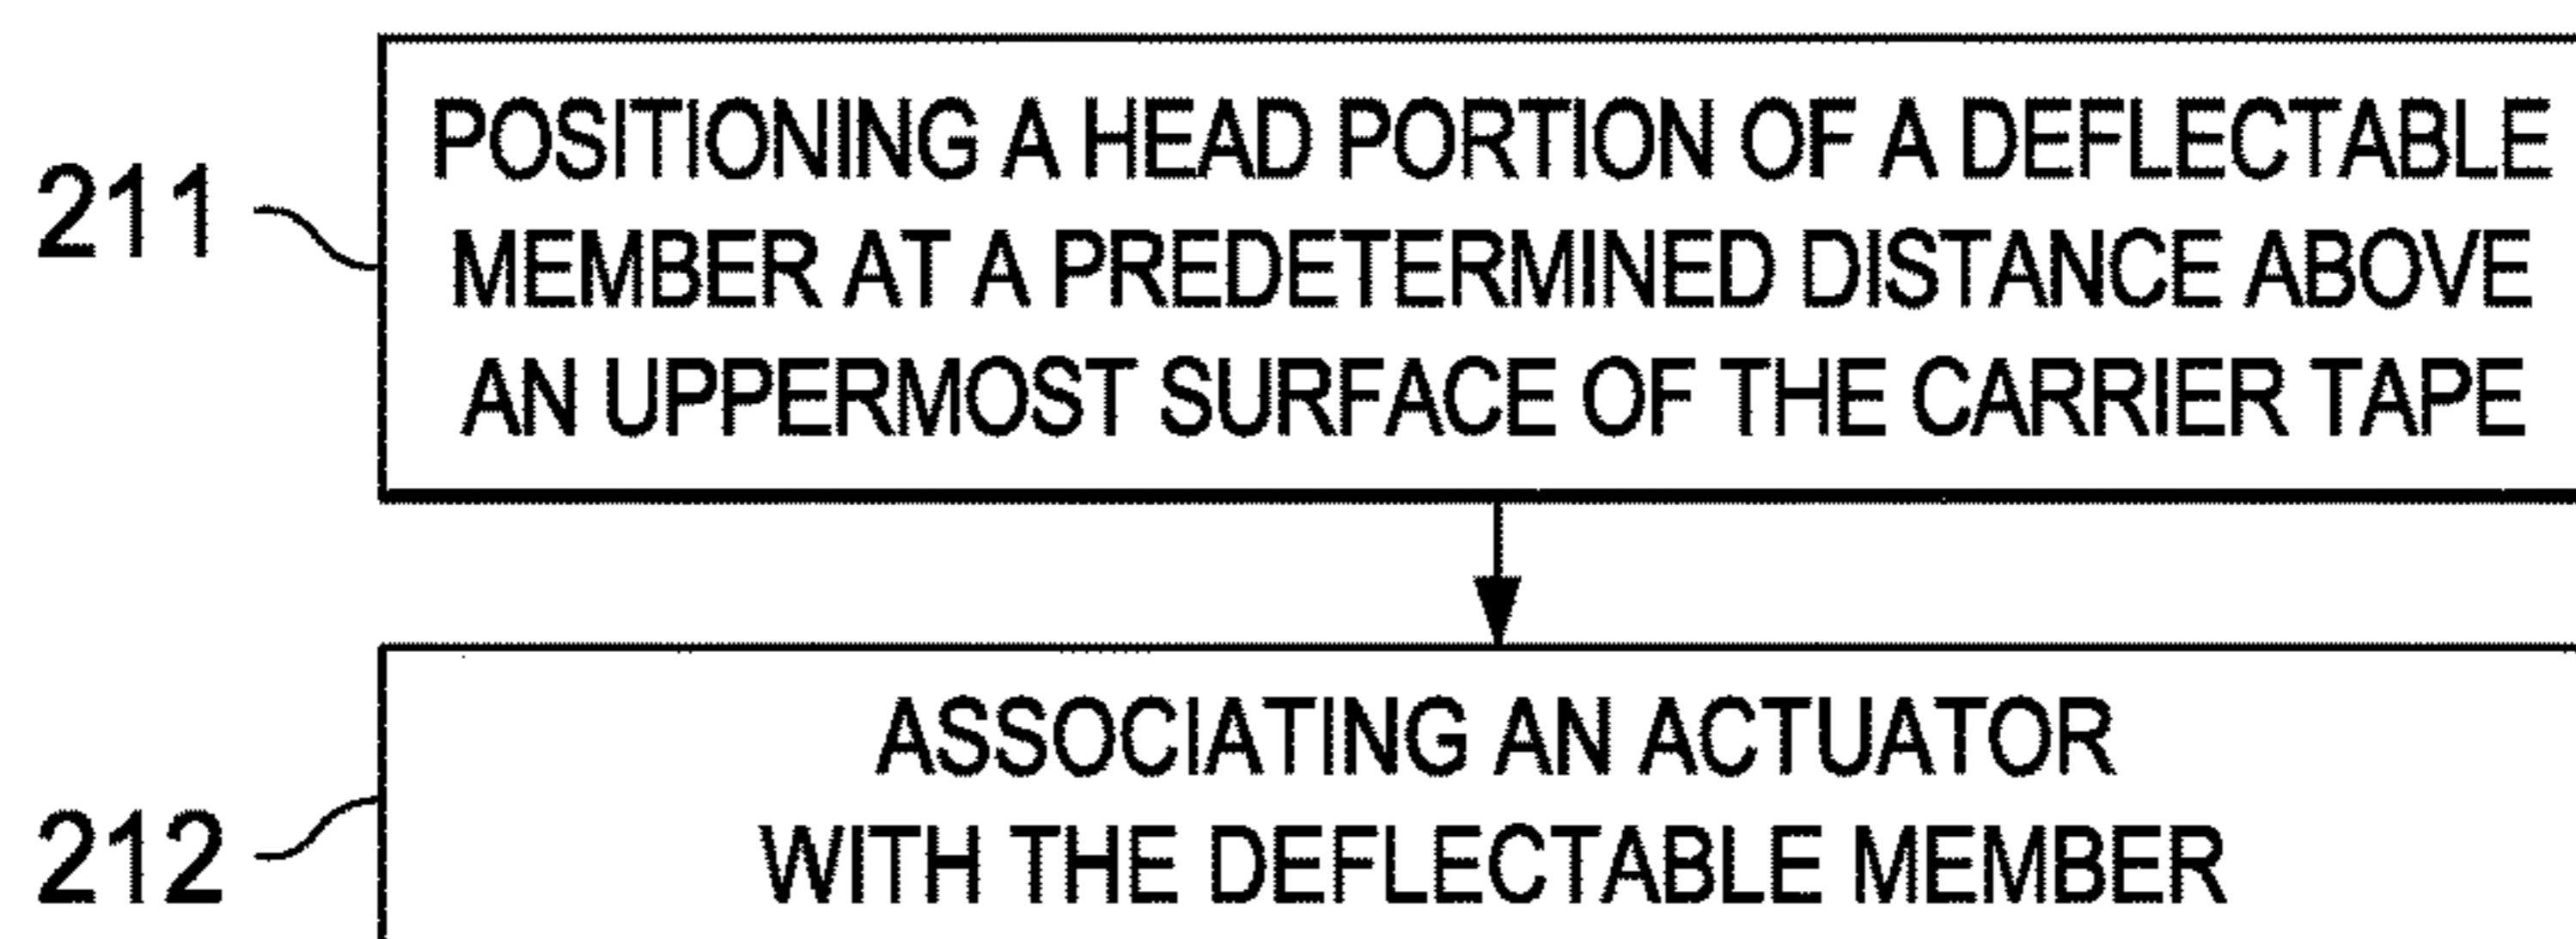 211
POSITIONING A HEAD PORTION OF A DEFLECTABLE
MEMBER AT A PREDETERMINED DISTANCE ABOVE
AN UPPERMOST SURFACE OF THE CARRIER TAPE
212
ASSOCIATING AN ACTUATOR
WITH THE DEFLECTABLE MEMBER